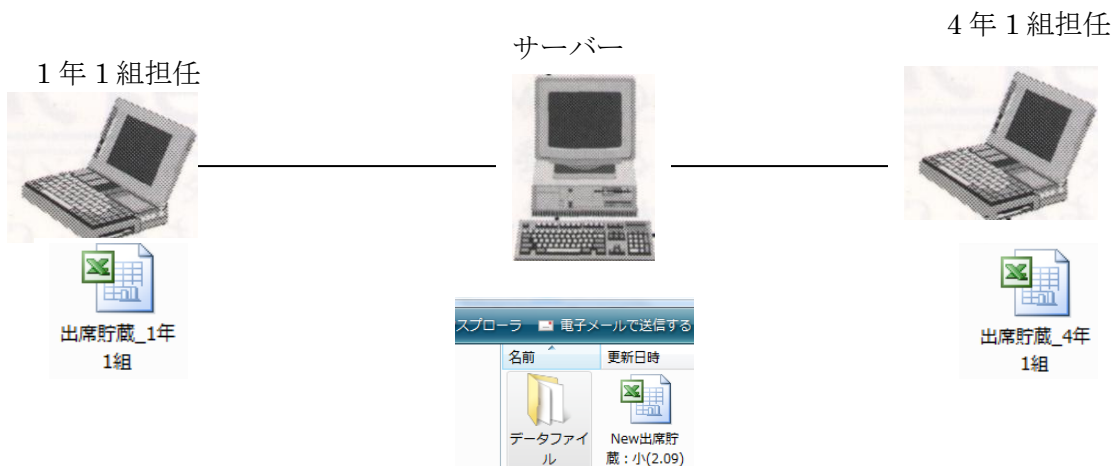 4年1組担任
サーバー
1年1組担任
出席貯蔵_1年
1組
出席貯蔵_4年
1組
スプローラ 電子メールで送信する
名前 更新日時
データファイ
ル
New出席貯
蔵：小(2.09)